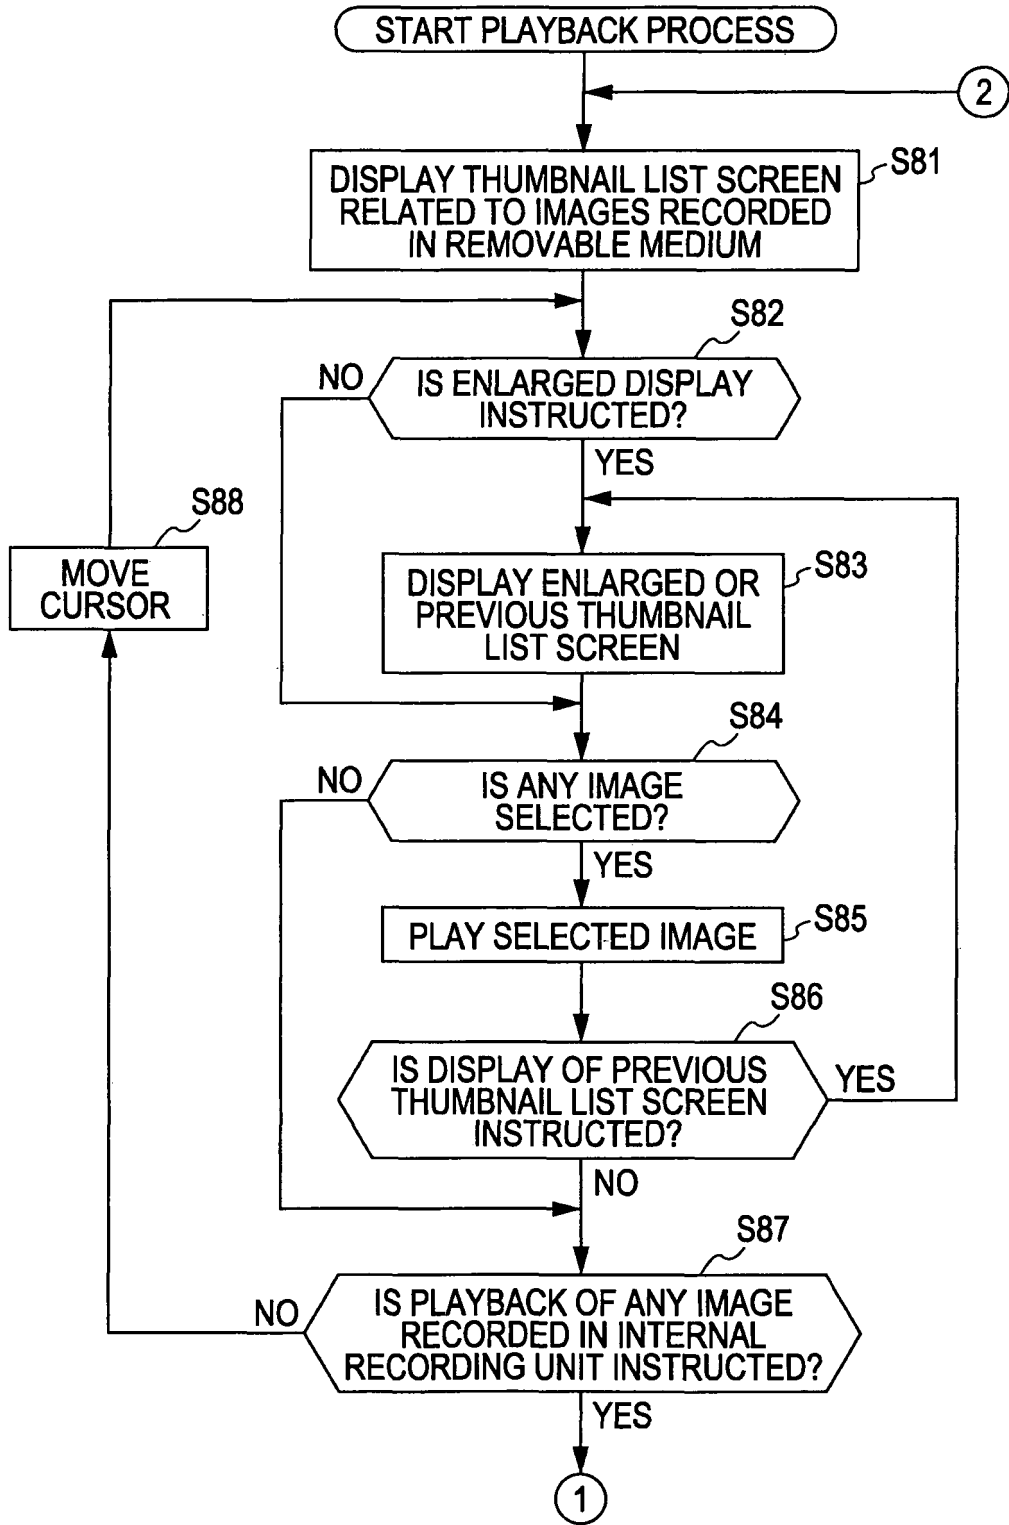 START PLAYBACK PROCESS
2
S81
DISPLAY THUMBNAIL LIST SCREEN
RELATED TO IMAGES RECORDED
IN REMOVABLE MEDIUM
S82
NO
IS ENLARGED DISPLAY
INSTRUCTED?
YES
S88
MOVE
CURSOR
S83
DISPLAY ENLARGED OR
PREVIOUS THUMBNAIL
LIST SCREEN
S84
NO
IS ANY IMAGE
SELECTED?
YES
S85
PLAY SELECTED IMAGE
S86
IS DISPLAY OF PREVIOUS
THUMBNAIL LIST SCREEN
INSTRUCTED?
YES
NO
S87
NO
IS PLAYBACK OF ANY IMAGE
RECORDED IN INTERNAL
RECORDING UNIT INSTRUCTED?
YES
1